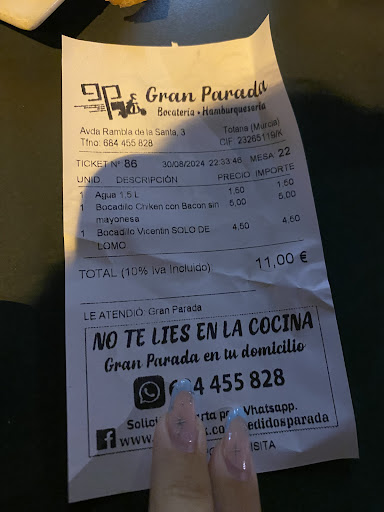 gp Gran Parada
Bocatería • Hamburguesería
Avda Rambla de la Santa, 3 Totana (Murcia)
Tfno: 684 455 828 CIF: 23265119/K
TICKET Nº 86 30/08/2024 22:33:46 MESA: 22
UNID DESCRIPCIÓN PRECIO IMPORTE
1 Agua 1,5 L 1,50 1,50
1 Bocadillo Chiken con Bacon sin 5,00 5,00
mayonesa
1 Bocadillo Vicentin SOLO DE 4,50 4,50
LOMO
TOTAL (10% Iva Incluido) 11,00 €
LE ATENDIÓ: Gran Parada
NO TE LIES EN LA COCINA
Gran Parada en tu domicilio
684 455 828
Whatsapp.